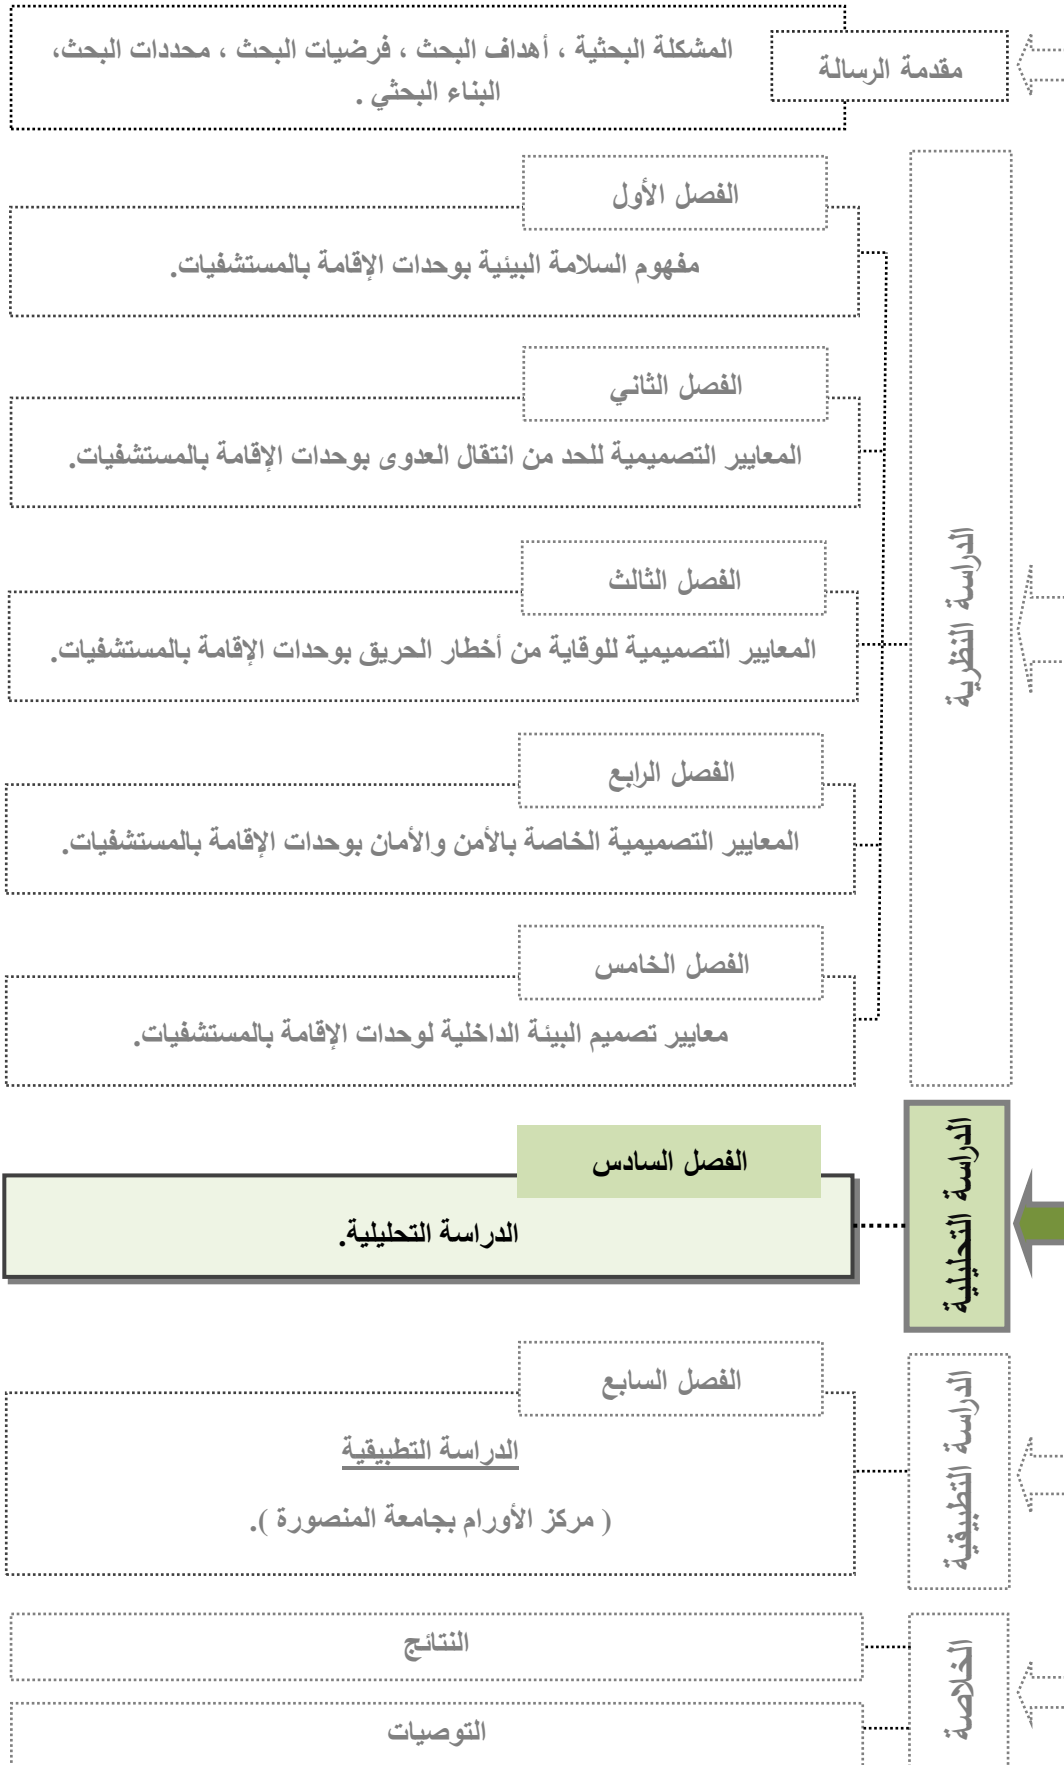 مقدمة الرسالة
المشكلة البحثية ، أهداف البحث ، فرضيات البحث ، محددات البحث،
البناء البحثي .
الدراسة النظرية
الفصل الأول
مفهوم السلامة البيئية بوحدات الإقامة بالمستشفيات.
الفصل الثاني
المعايير التصميمية للحد من انتقال العدوى بوحدات الإقامة بالمستشفيات.
الفصل الثالث
المعايير التصميمية للوقاية من أخطار الحريق بوحدات الإقامة بالمستشفيات.
الفصل الرابع
المعايير التصميمية الخاصة بالأمن والأمان بوحدات الإقامة بالمستشفيات.
الفصل الخامس
معايير تصميم البيئة الداخلية لوحدات الإقامة بالمستشفيات.
الدراسة التحليلية
الفصل السادس
الدراسة التحليلية.
الدراسة التطبيقية
الفصل السابع
الدراسة التطبيقية
( مركز الأورام بجامعة المنصورة ).
الخلاصة
النتائج
التوصيات